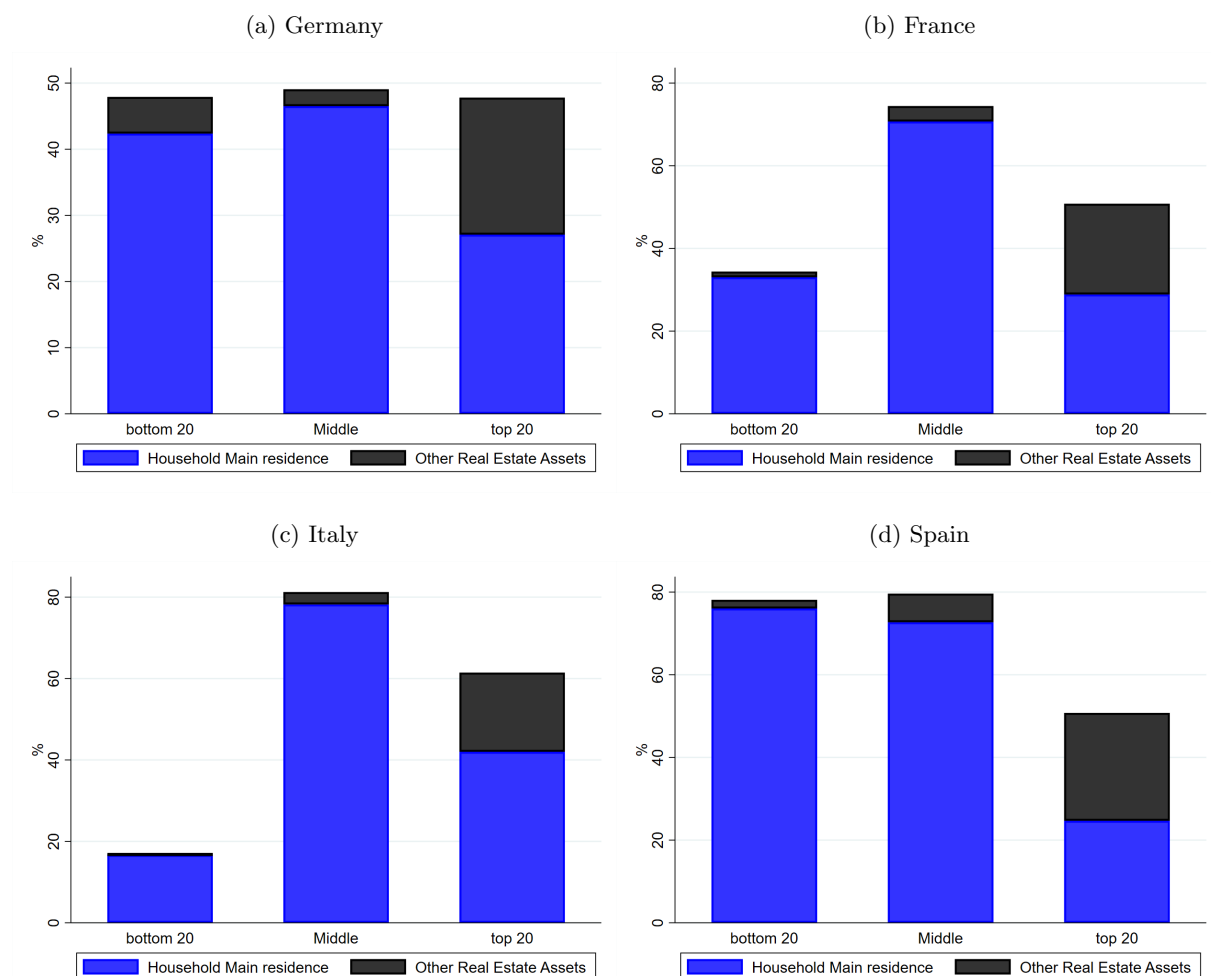 (a) Germany
50
40
30
20
10
0
%
bottom 20 Middle top 20
Household Main residence Other Real Estate Assets
(b) France
80
60
40
20
0
%
bottom 20 Middle top 20
Household Main residence Other Real Estate Assets
(c) Italy
80
60
40
20
0
%
bottom 20 Middle top 20
Household Main residence Other Real Estate Assets
(d) Spain
80
60
40
20
0
%
bottom 20 Middle top 20
Household Main residence Other Real Estate Assets